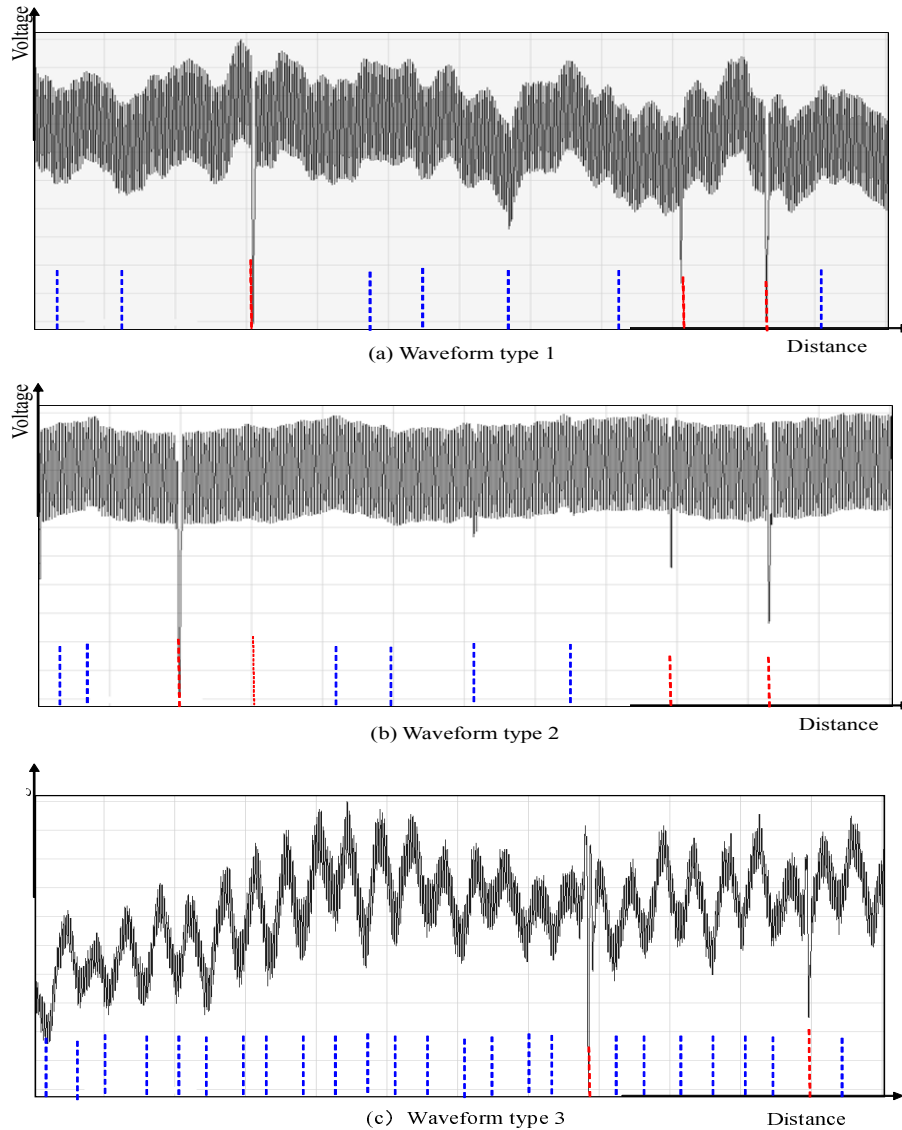 Voltage
(a) Waveform type 1
Distance
Voltage
(b) Waveform type 2
Distance
(c） Waveform type 3
Distance